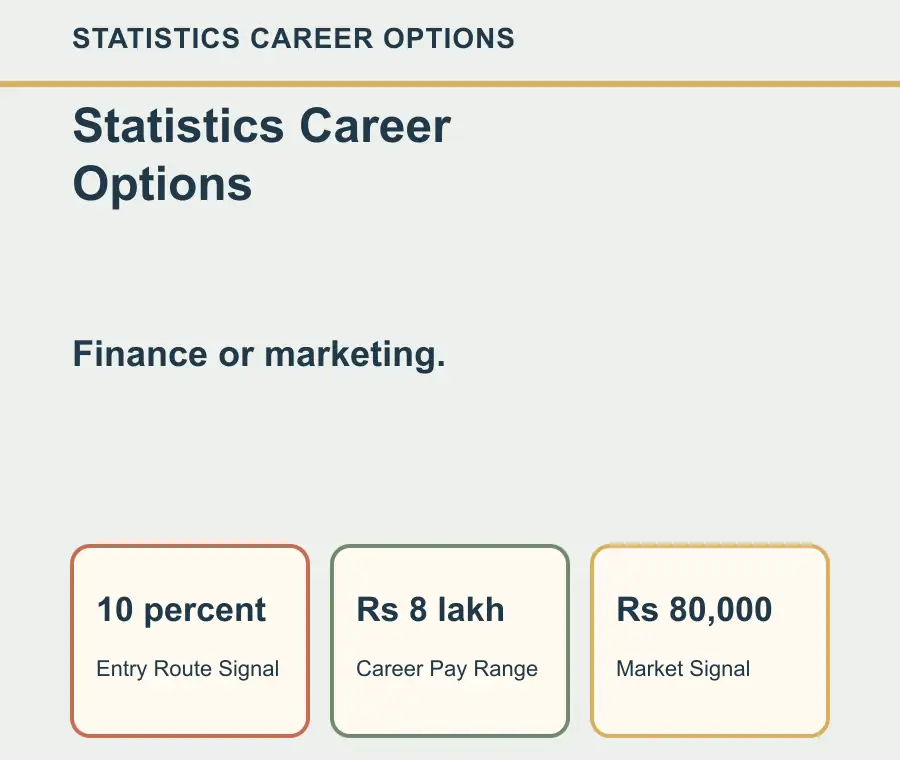 STATISTICS CAREER OPTIONS
Statistics Career
Options
Finance or marketing.
10 percent
Entry Route Signal
Rs 8 lakh
Career Pay Range
Rs 80,000
Market Signal